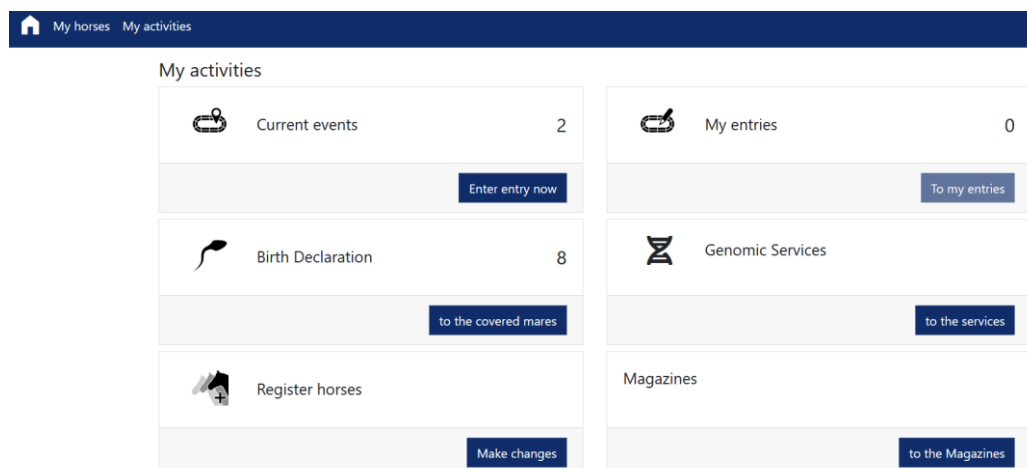 My horses My activities
My activities
Current events 2
My entries 0
Enter entry now
To my entries
Birth Declaration 8
Genomic Services
to the covered mares
to the services
Register horses
Magazines
Make changes
to the Magazines